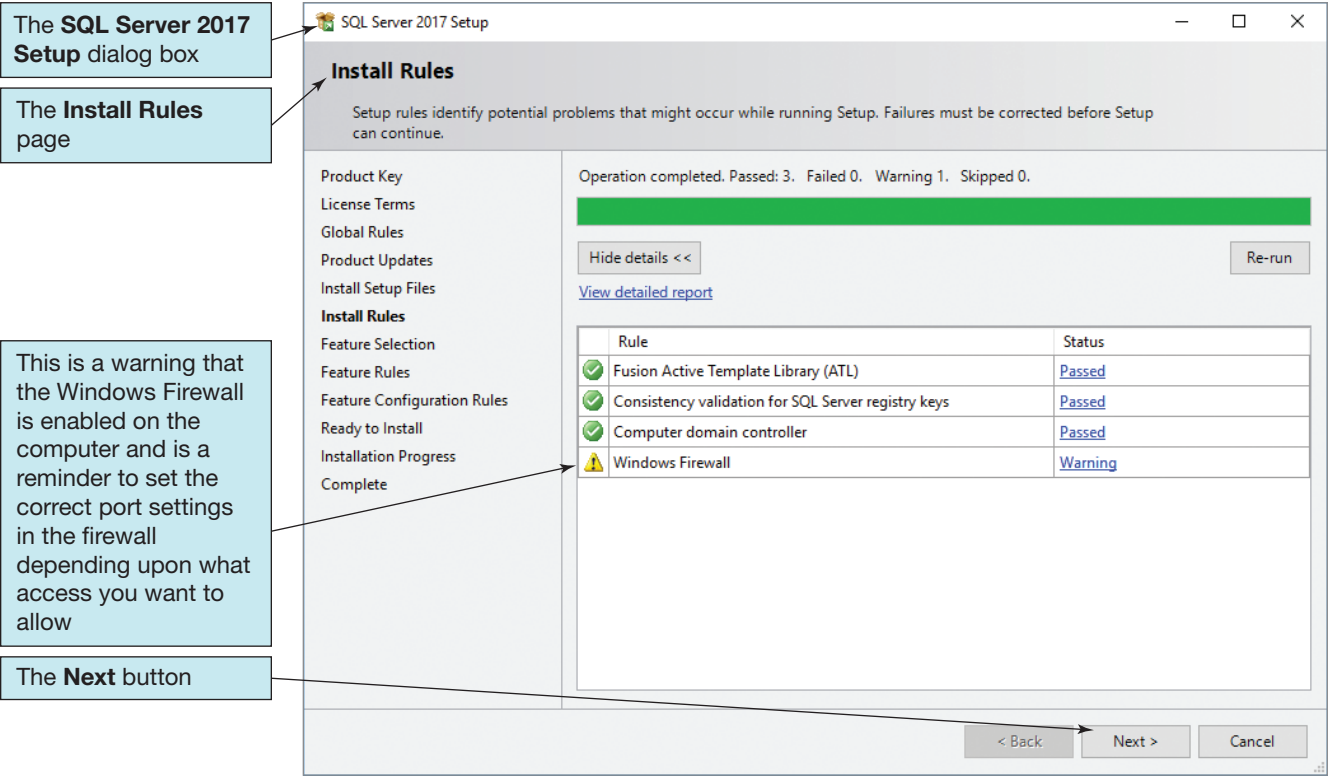 The SQL Server 2017
Setup dialog box
The Install Rules
page
This is a warning that
the Windows Firewall
is enabled on the
computer and is a
reminder to set the
correct port settings
in the firewall
depending upon what
access you want to
allow
The Next button
SQL Server 2017 Setup
Install Rules
Setup rules identify potential problems that might occur while running Setup. Failures must be corrected before Setup
can continue.
Product Key
License Terms
Global Rules
Product Updates
Install Setup Files
Install Rules
Feature Selection
Feature Rules
Feature Configuration Rules
Ready to Install
Installation Progress
Complete
Operation completed. Passed: 3. Failed 0. Warning 1. Skipped 0.
Hide details <<
Re-run
View detailed report
Rule Status
Fusion Active Template Library (ATL) Passed
Consistency validation for SQL Server registry keys Passed
Computer domain controller Passed
Windows Firewall Warning
< Back
Next >
Cancel